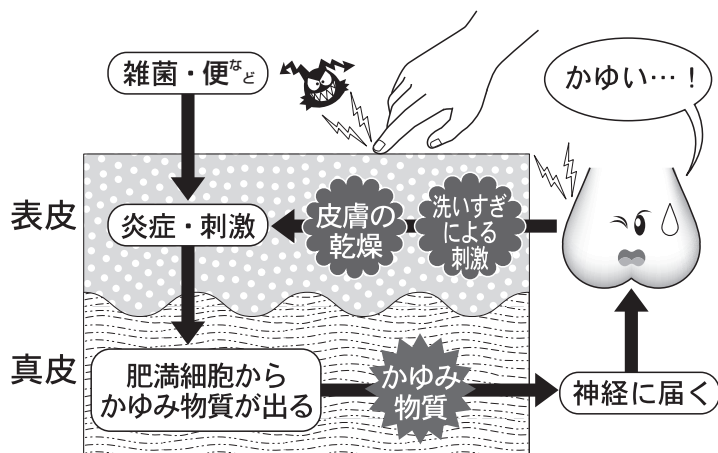 雑菌・便など
かゆい…！
表皮
炎症・刺激
皮膚の
乾燥
洗いすぎ
による
刺激
真皮
肥満細胞から
かゆみ物質が出る
かゆみ
物質
神経に届く